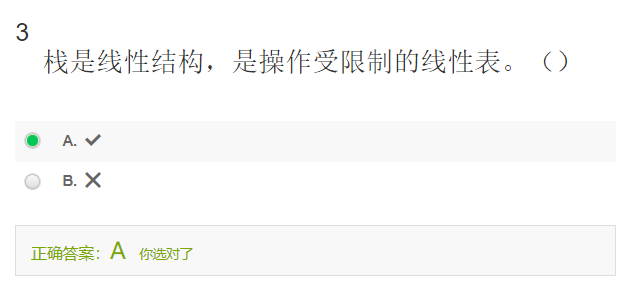 3
栈是线性结构，是操作受限制的线性表。（）
A. ✓
B. ✕
正确答案：A 你选对了